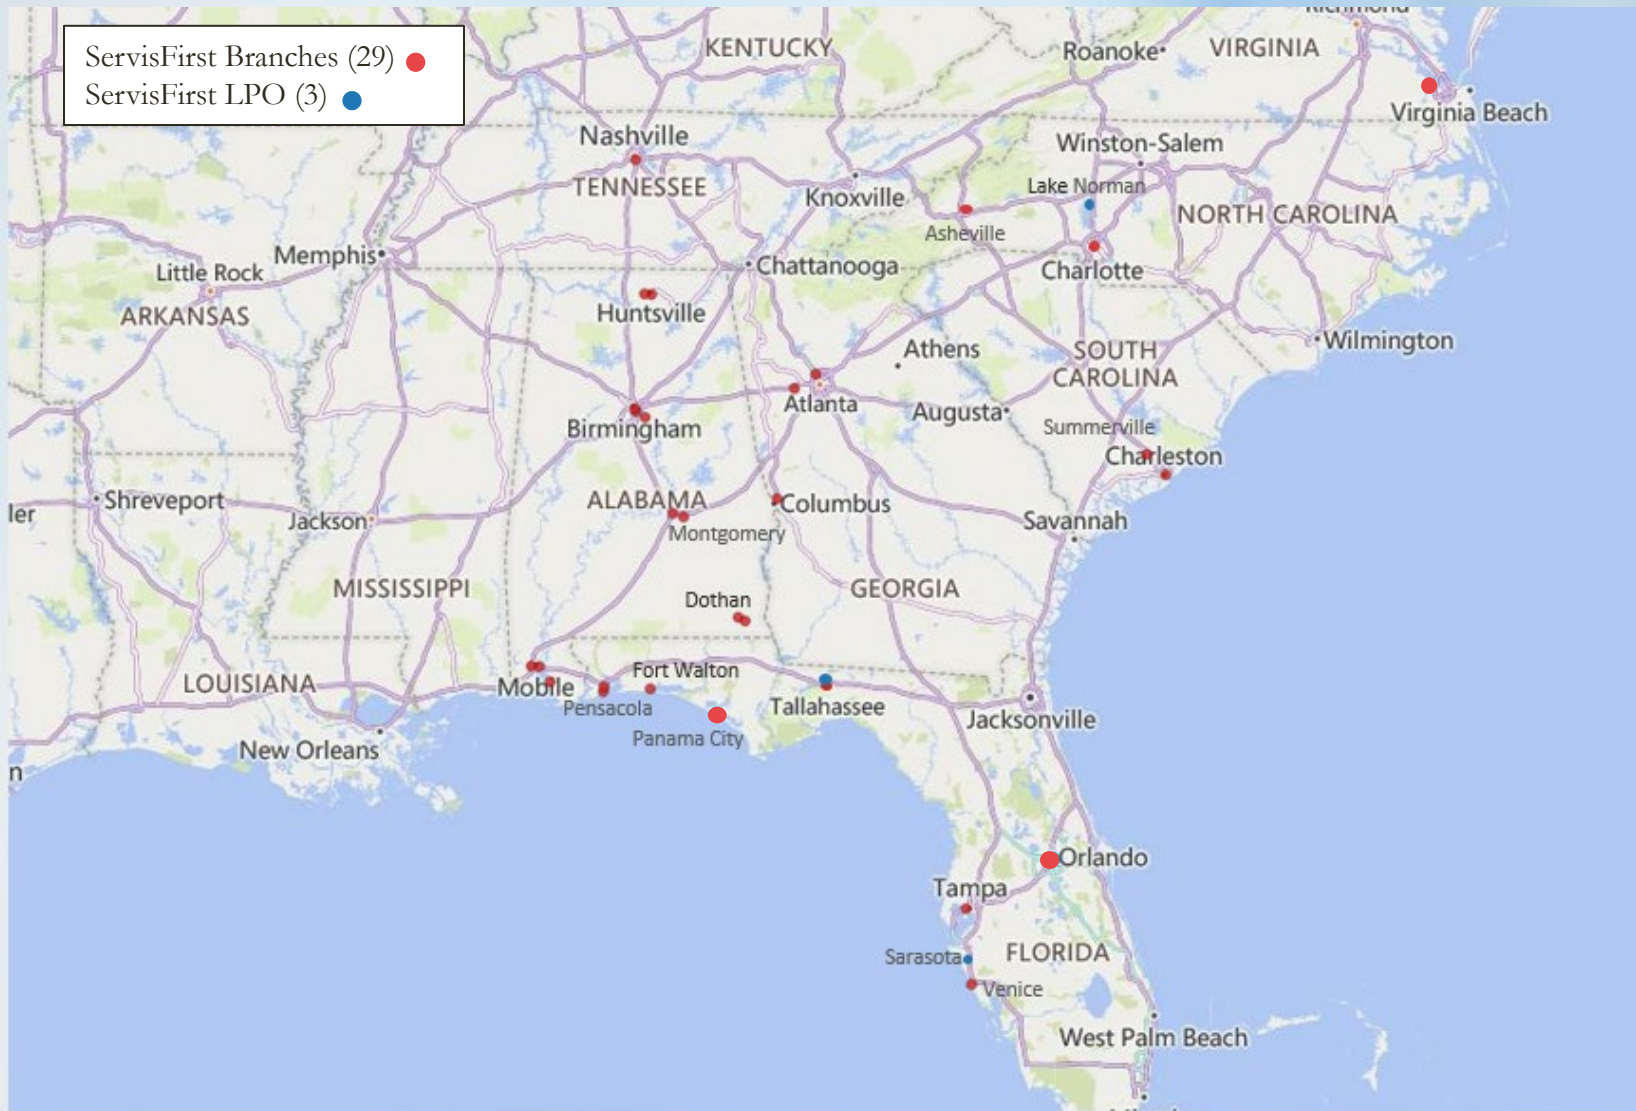 Richmond
ServisFirst Branches (29)
ServisFirst LPO (3)
KENTUCKY
Roanoke
VIRGINIA
Virginia Beach
Nashville
TENNESSEE
Winston-Salem
Knoxville
Lake Norman
NORTH CAROLINA
Asheville
Memphis
Little Rock
Chattanooga
Charlotte
ARKANSAS
Huntsville
Wilmington
Athens
SOUTH
CAROLINA
Atlanta
Augusta
Birmingham
Summerville
Charleston
Shreveport
ler
ALABAMA
Columbus
Jackson
Montgomery
Savannah
MISSISSIPPI
GEORGIA
Dothan
LOUISIANA
Fort Walton
Mobile
Pensacola
Tallahassee
Jacksonville
Panama City
New Orleans
n
Orlando
Tampa
Sarasota
FLORIDA
Venice
West Palm Beach